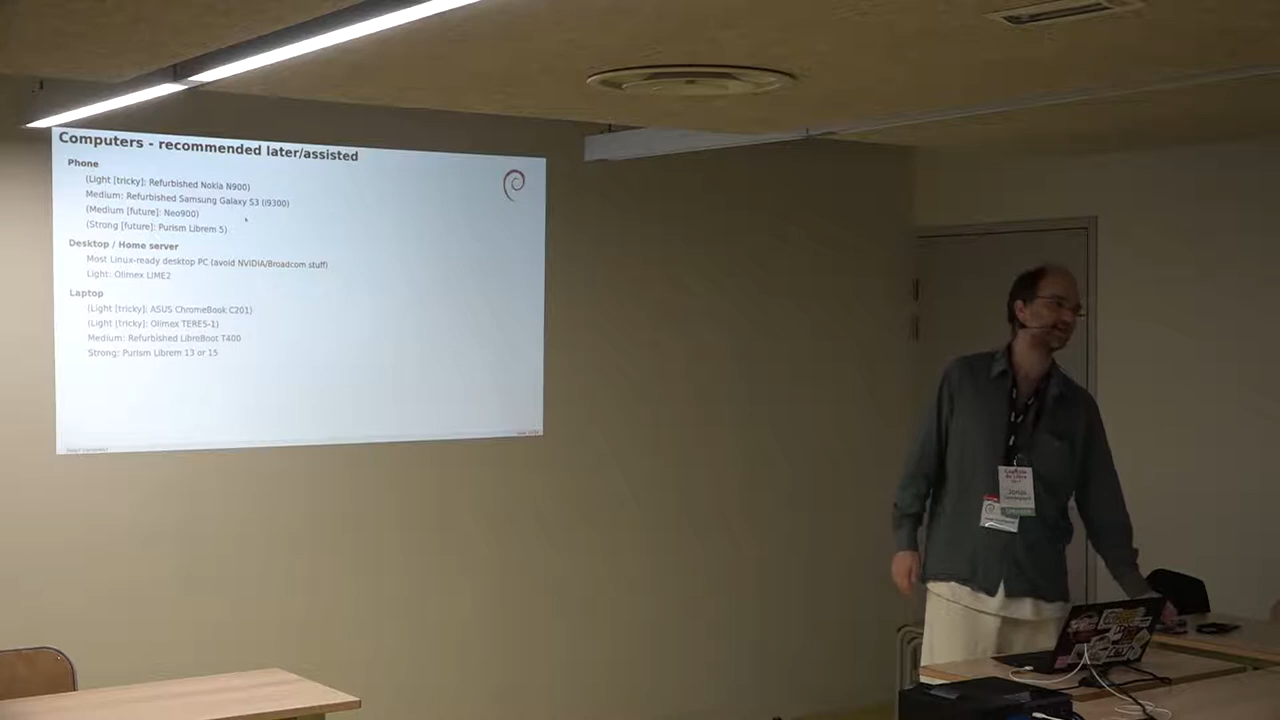 Computers - recommended later/assisted
Phone
(Light [tricky]: Refurbished Nokia N900)
Medium: Refurbished Samsung Galaxy S3 (i9300)
(Medium [future]: Neo900)
(Strong [future]: Purism Librem 5)
Desktop / Home server
Most Linux-ready desktop PC (avoid NVIDIA/Broadcom stuff)
Light: Olimex LIME2
Laptop
(Light [tricky]: ASUS ChromeBook C201)
(Light [tricky]: Olimex TERES-1)
Medium: Refurbished LibreBoot T400
Strong: Purism Librem 13 or 15